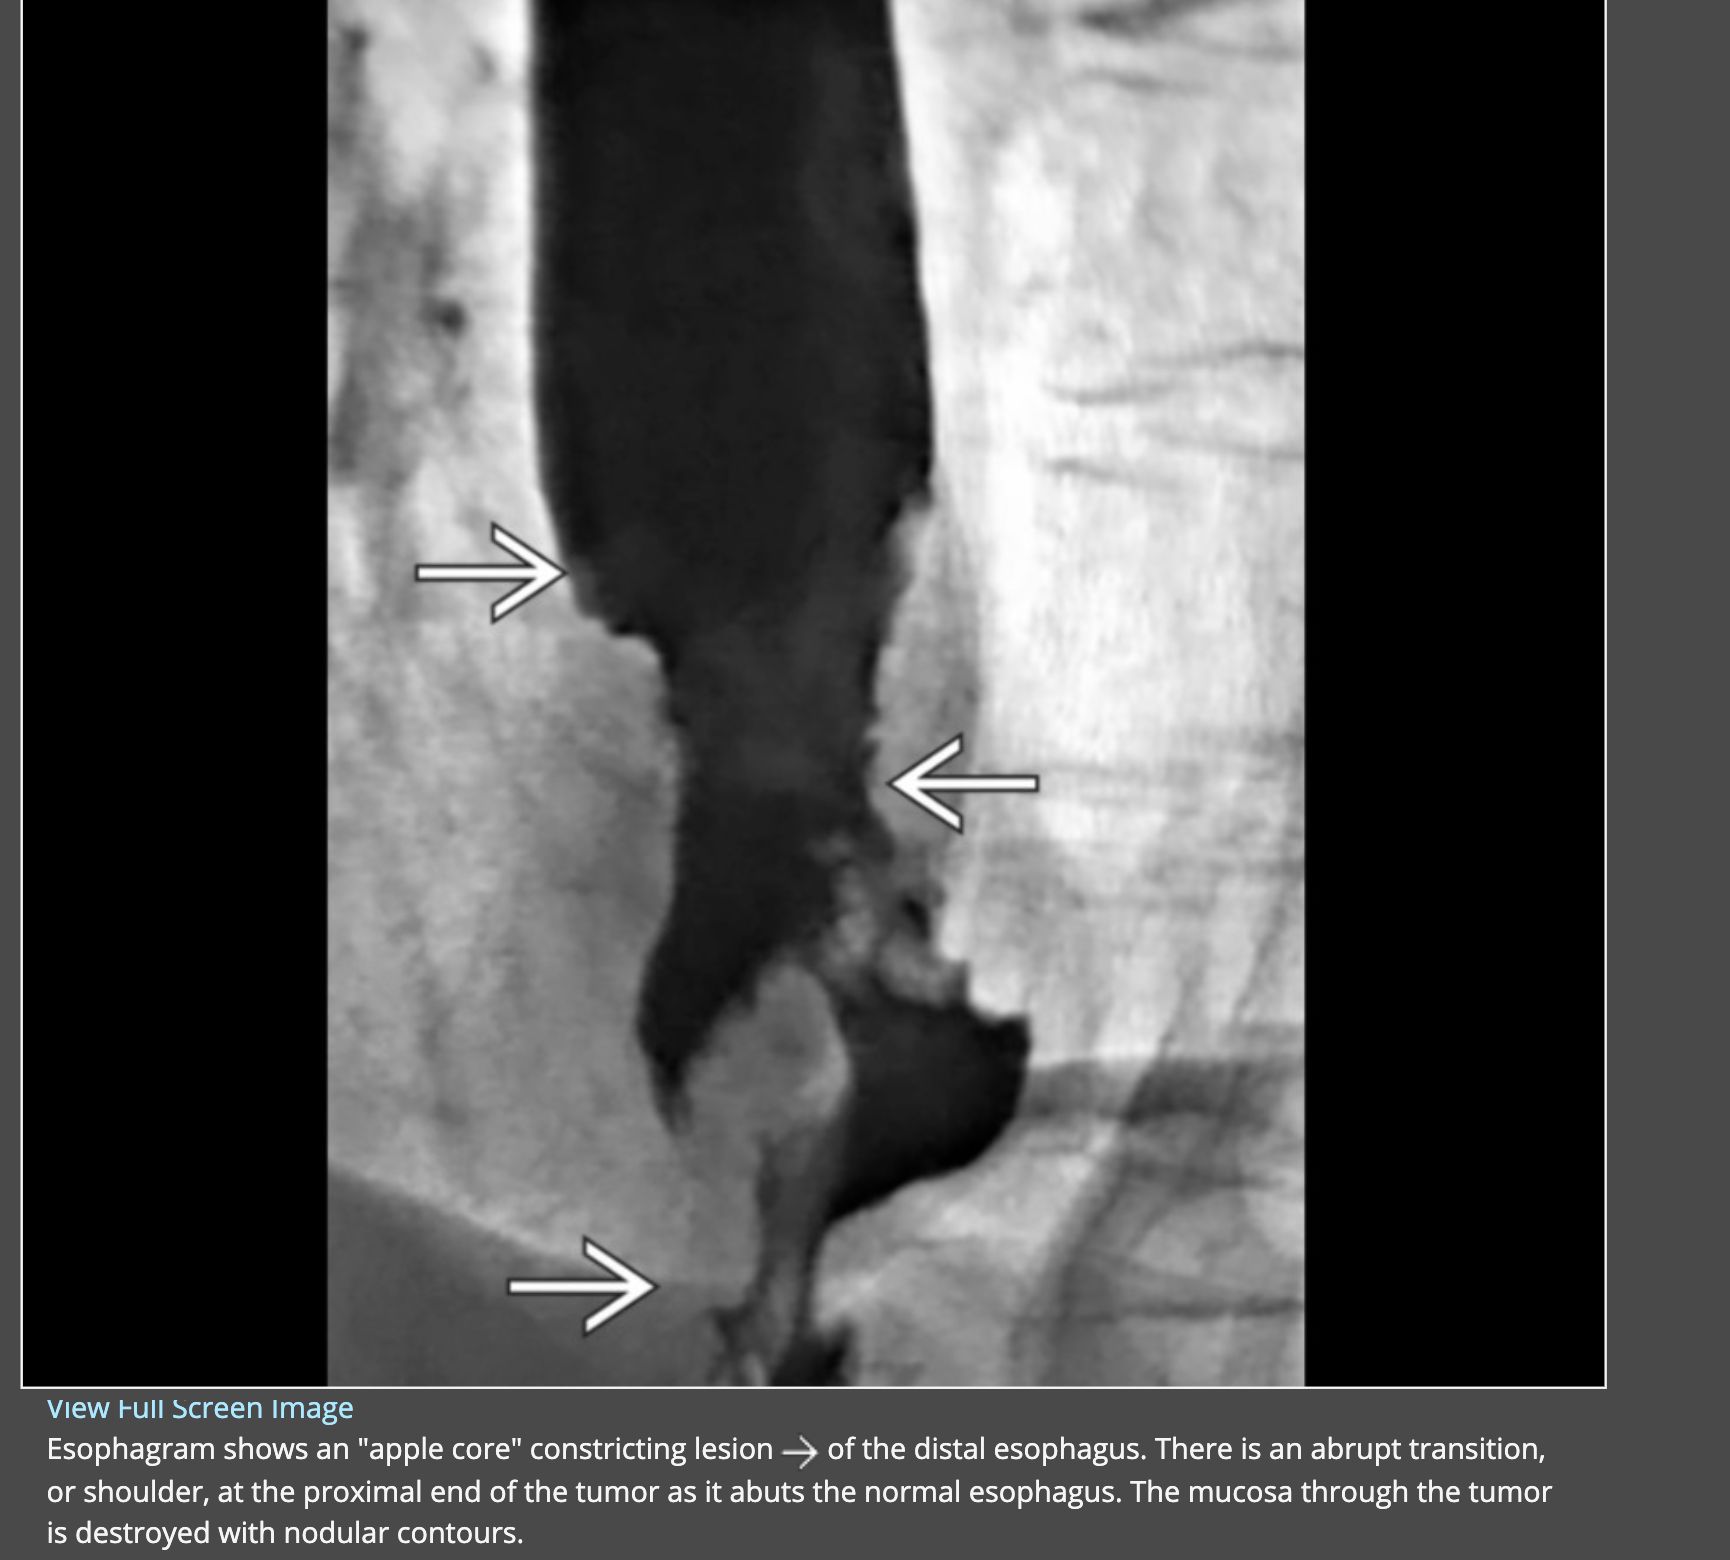 View Full Screen Image
Esophagram shows an "apple core" constricting lesion → of the distal esophagus. There is an abrupt transition,
or shoulder, at the proximal end of the tumor as it abuts the normal esophagus. The mucosa through the tumor
is destroyed with nodular contours.